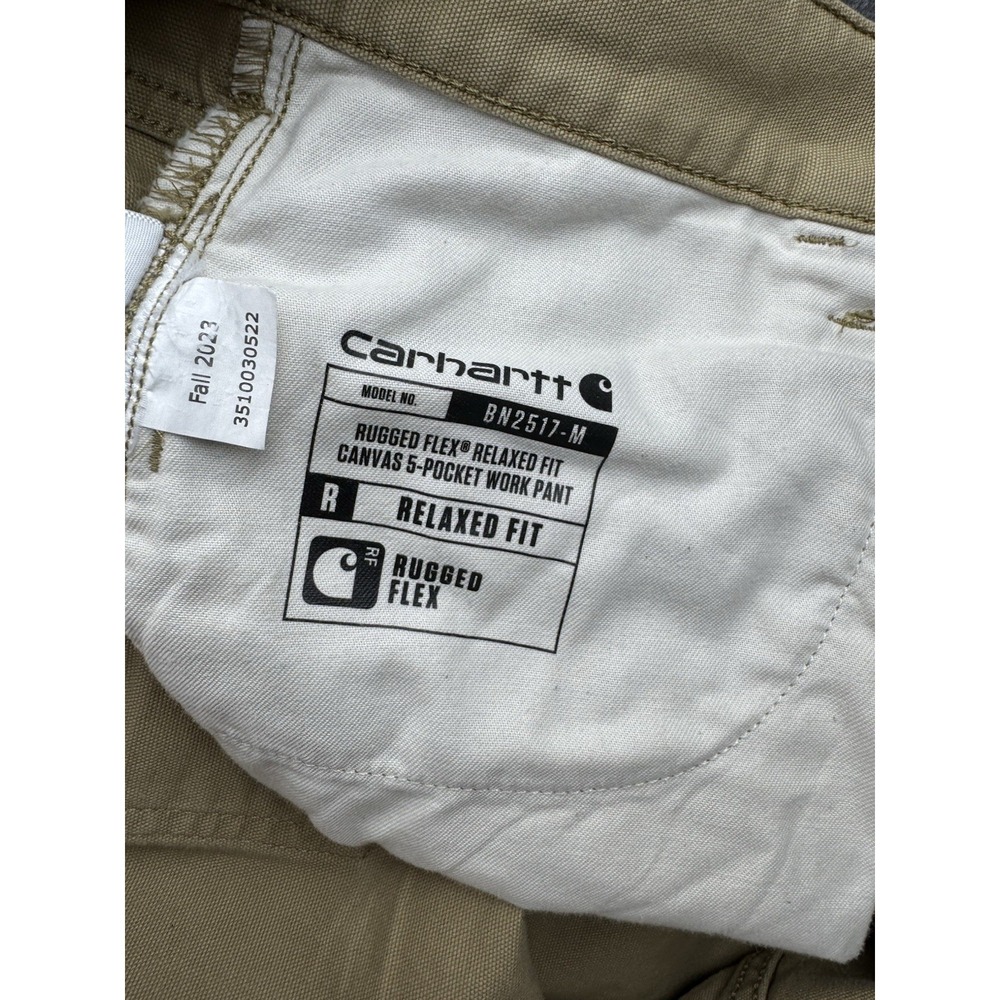 Fall 2023
3510030522
Carhartt
MODEL NO. BN2517-M
RUGGED FLEX® RELAXED FIT
CANVAS 5-POCKET WORK PANT
R RELAXED FIT
RF
RUGGED
FLEX